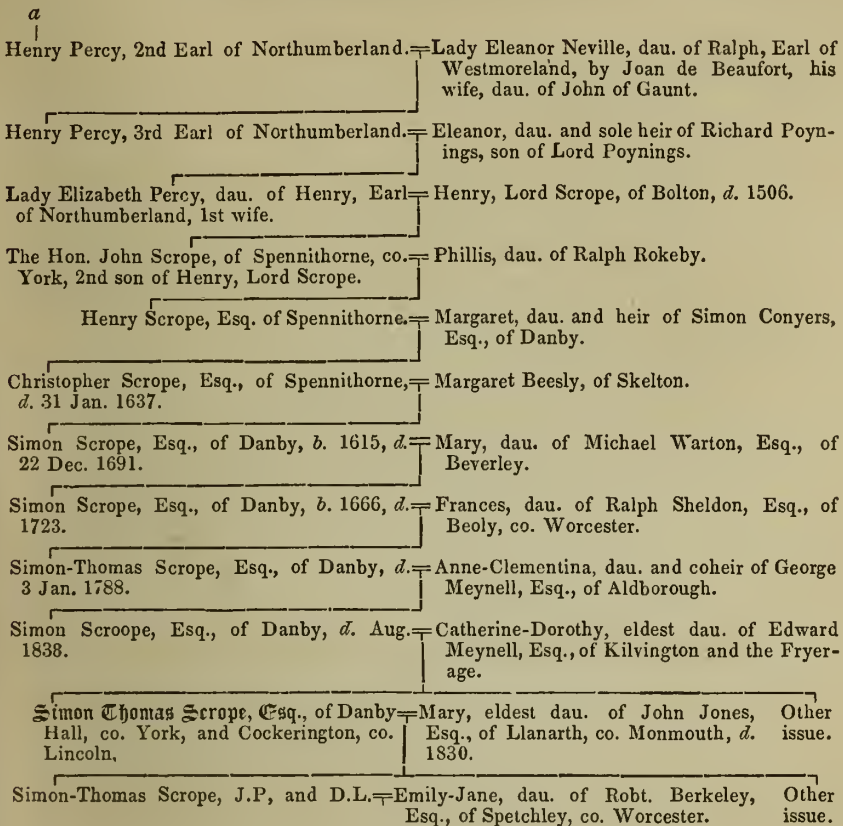 a
Henry Percy, 2nd Earl of Northumberland.
Lady Eleanor Neville, dau. of Ralph, Earl of
Westmoreland, by Joan de Beaufort, his
wife, dau. of John of Gaunt.
Henry Percy, 3rd Earl of Northumberland.
Eleanor, dau. and sole heir of Richard Poyn-
ings, son of Lord Poynings.
Lady Elizabeth Percy, dau. of Henry, Earl
of Northumberland, 1st wife.
Henry, Lord Scrope, of Bolton, d. 1506.
The Hon. John Scrope, of Spennithorne, co.
York, 2nd son of Henry, Lord Scrope.
Phillis, dau. of Ralph Rokeby.
Henry Scrope, Esq. of Spennithorne.
Margaret, dau. and heir of Simon Conyers,
Esq., of Danby.
Christopher Scrope, Esq., of Spennithorne,
d. 31 Jan. 1637.
Margaret Beesly, of Skelton.
Simon Scrope, Esq., of Danby, b. 1615, d.
22 Dec. 1691.
Mary, dau. of Michael Warton, Esq., of
Beverley.
Simon Scrope, Esq., of Danby, b. 1666, d.
1723.
Frances, dau. of Ralph Sheldon, Esq., of
Beoly, co. Worcester.
Simon-Thomas Scrope, Esq., of Danby, d.
3 Jan. 1788.
Anne-Clementina, dau. and coheir of George
Meynell, Esq., of Aldborough.
Simon Scroope, Esq., of Danby, d. Aug.
1838.
Catherine-Dorothy, eldest dau. of Edward
Meynell, Esq., of Kilvington and the Fryer-
age.
Simon Thomas Scrope, Esq., of Danby
Hall, co. York, and Cockerington, co.
Lincoln,
Mary, eldest dau. of John Jones,
Esq., of Llanarth, co. Monmouth, d.
1830.
Other
issue.
Simon-Thomas Scrope, J.P, and D.L.
Emily-Jane, dau. of Robt. Berkeley,
Esq., of Spetchley, co. Worcester.
Other
issue.